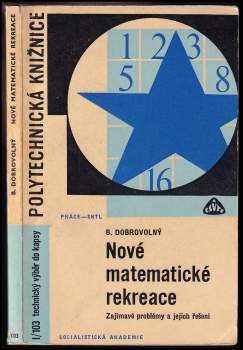 B. DOBROVOLNÝ NOVÉ MATEMATICKÉ REKREACE
103
POLYTECHNICKÁ KNIŽNICE
I/103 technický výběr do kapsy
1 2 5
3 8
16
PRÁCE—SNTL
B. DOBROVOLNÝ
Nové
matematické
rekreace
Zajímavé problémy a jejich řešení
SOCIALISTICKÁ AKADEMIE